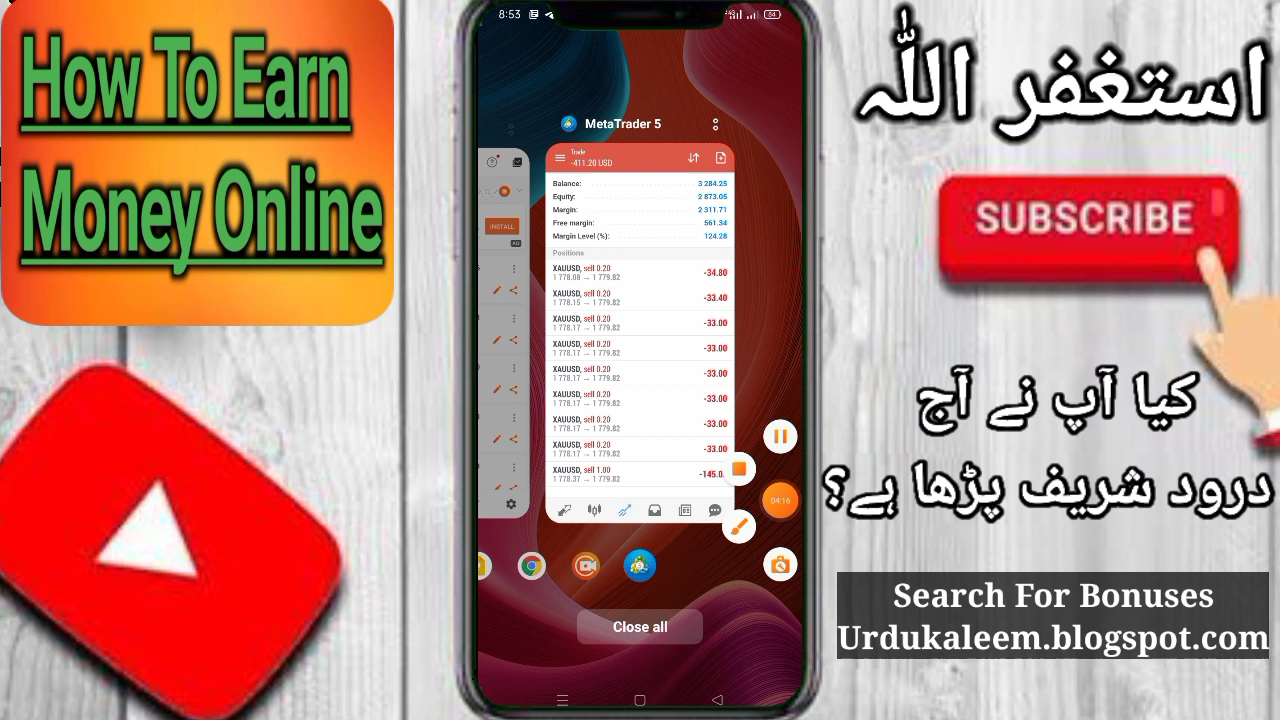 How To Earn
Money Online
8:53
84
MetaTrader 5
Trade
-411.20 USD
Balance: 3 284.25
Equity: 2 873.05
Margin: 2 311.71
Free margin: 561.34
Margin Level (%): 124.28
Positions
XAUUSD, sell 0.20
1 778.08 → 1 779.82 -34.80
XAUUSD, sell 0.20
1 778.15 → 1 779.82 -33.40
XAUUSD, sell 0.20
1 778.17 → 1 779.82 -33.00
XAUUSD, sell 0.20
1 778.17 → 1 779.82 -33.00
XAUUSD, sell 0.20
1 778.17 → 1 779.82 -33.00
XAUUSD, sell 0.20
1 778.17 → 1 779.82 -33.00
XAUUSD, sell 0.20
1 778.17 → 1 779.82 -33.00
XAUUSD, sell 0.20
1 778.17 → 1 779.82 -33.00
XAUUSD, sell 1.00
1 778.37 → 1 779.82 -145.0
INSTALL
AD
04:16
Close all
استغفر اللّٰہ
SUBSCRIBE
کیا آپ نے آج
درود شریف پڑھا ہے؟
Search For Bonuses
Urdukaleem.blogspot.com